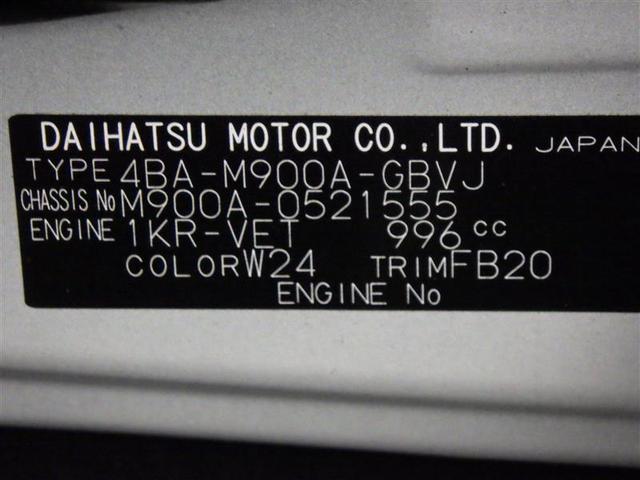 DAIHATSU MOTOR CO.,LTD. JAPAN
TYPE 4BA-M900A-GBVJ
CHASSIS No M900A-0521555
ENGINE 1KR-VET 996 cc
COLOR W24 TRIM FB20
ENGINE No